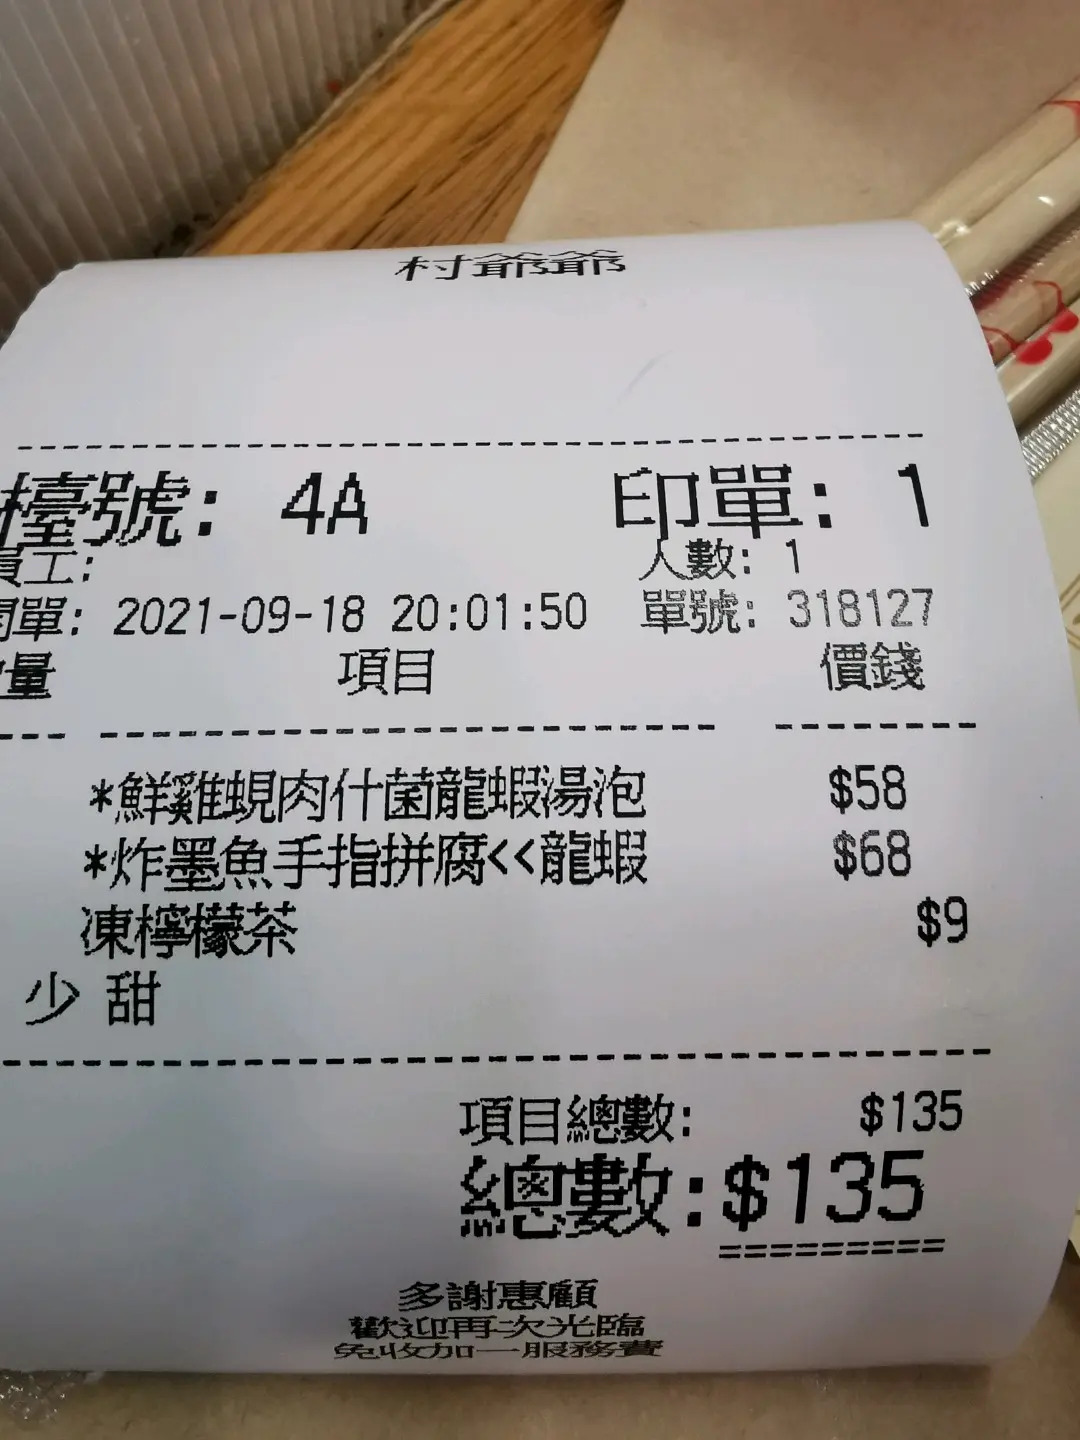 村爺爺
檯號: 4A 印單: 1
員工: 人數: 1
開單: 2021-09-18 20:01:50 單號: 318127
量 項目 價錢
*鮮雞蜆肉什菌龍蝦湯泡 $58
*炸墨魚手指拼腐<<龍蝦 $68
凍檸檬茶 $9
少 甜
項目總數: $135
總數:$135
=========
多謝惠顧
歡迎再次光臨
免收加一服務費